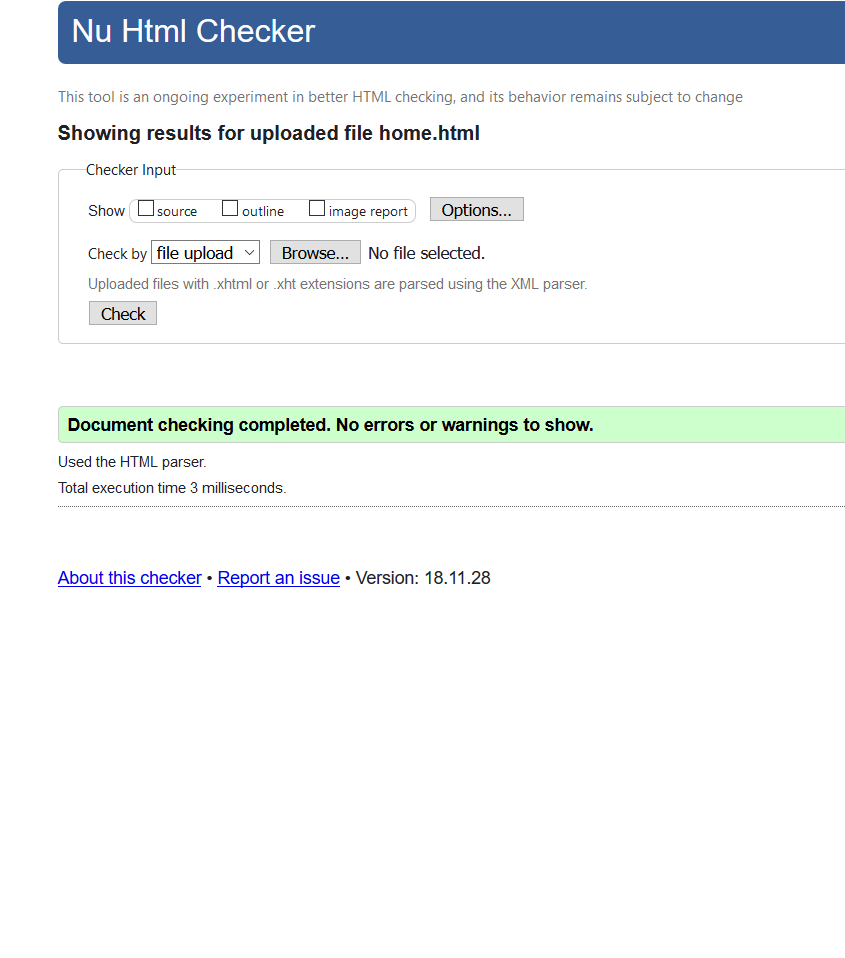 Nu Html Checker
This tool is an ongoing experiment in better HTML checking, and its behavior remains subject to change
Showing results for uploaded file home.html
Checker Input
Show source outline image report Options...
Check by file upload Browse... No file selected.
Uploaded files with .xhtml or .xht extensions are parsed using the XML parser.
Check
Document checking completed. No errors or warnings to show.
Used the HTML parser.
Total execution time 3 milliseconds.
About this checker • Report an issue • Version: 18.11.28